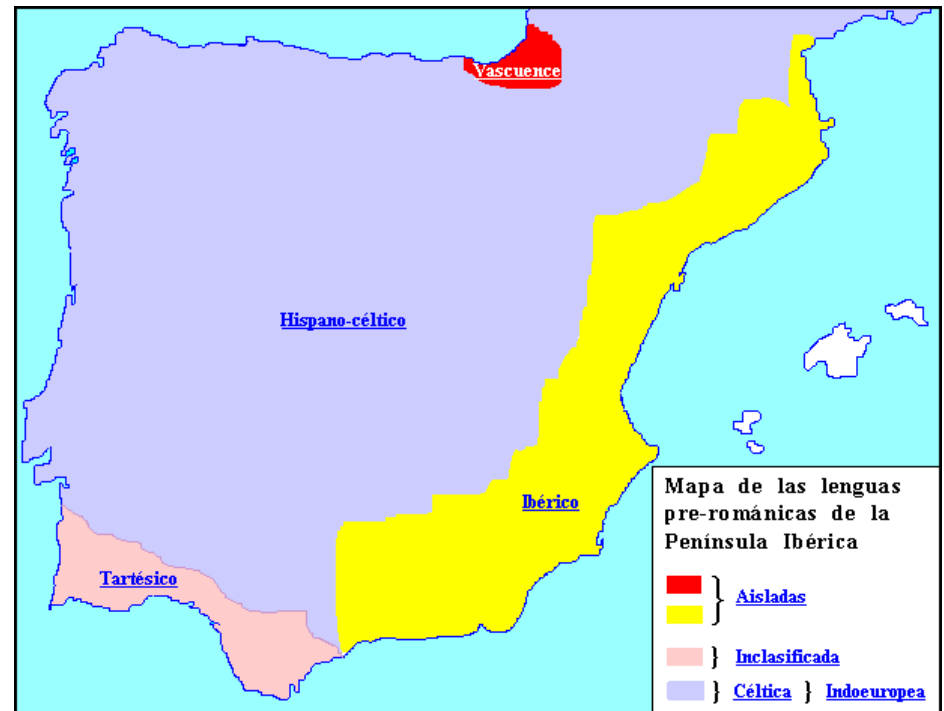 Vascuence
Hispano-céltico
Ibérico
Tartésico
Mapa de las lenguas
pre-románicas de la
Península Ibérica
} Aisladas
} Inclasificada
} Céltica } Indoeuropea